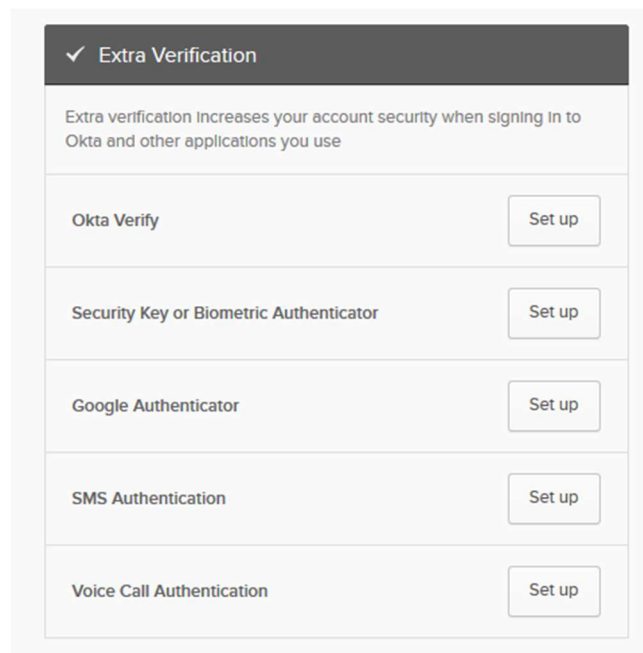 Extra Verification
Extra verification increases your account security when signing in to
Okta and other applications you use
Okta Verify
Set up
Security Key or Biometric Authenticator
Set up
Google Authenticator
Set up
SMS Authentication
Set up
Voice Call Authentication
Set up